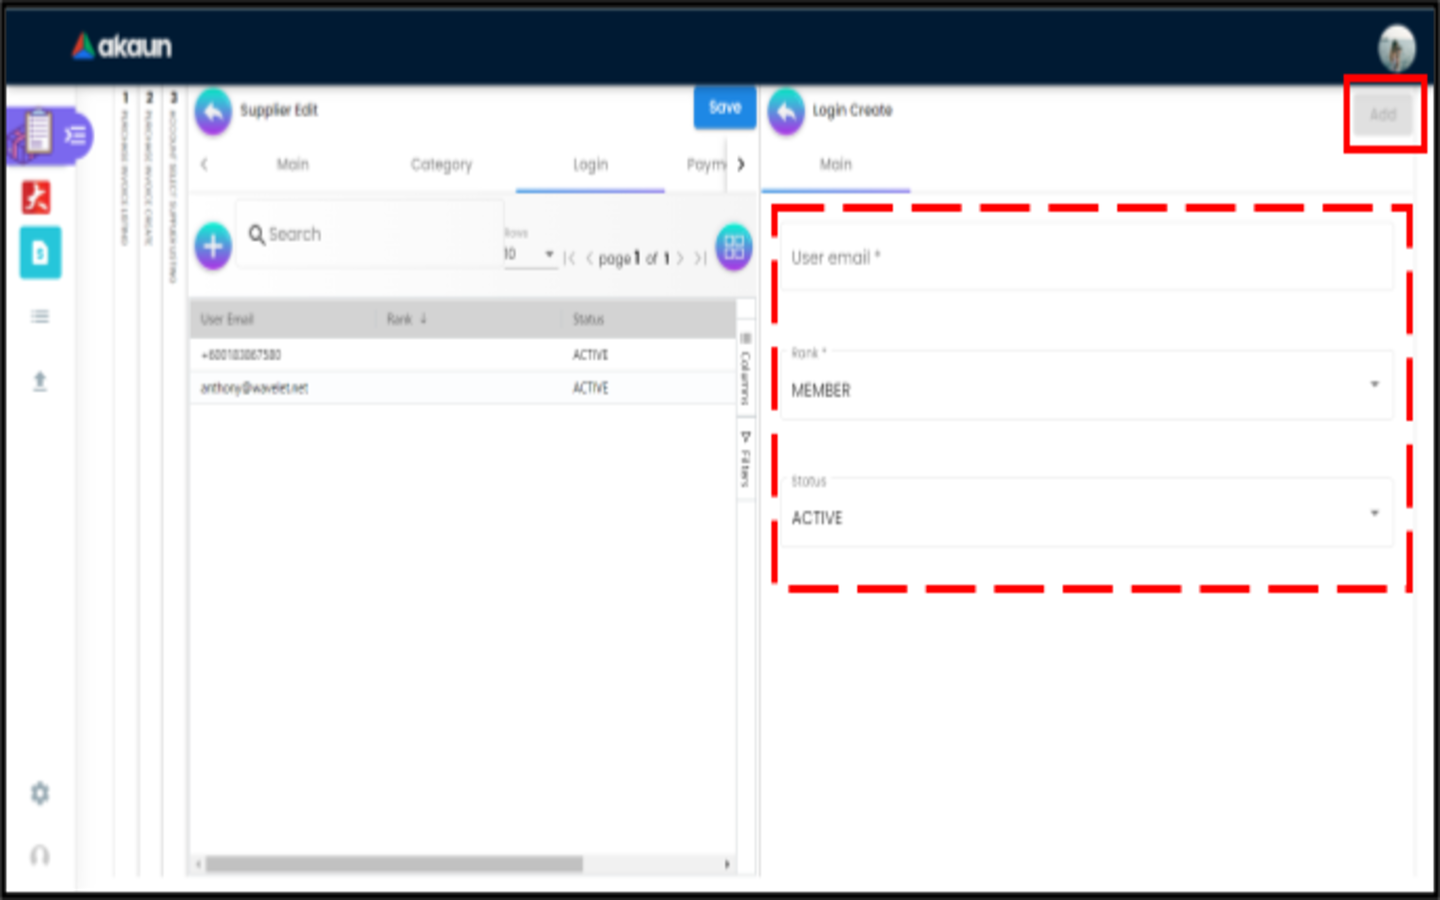 akaun
1 PURCHASE INVOICE LISTING
2 PURCHASE INVOICE CREATE
3 ACCOUNT SELECT SUPPLIER LISTING
Supplier Edit
Save
Main
Category
Login
Paym
Search
Rows
10
page 1 of 1
User Email
Rank
Status
ACTIVE
anthony@wavelet.net
ACTIVE
Columns
Filters
Login Create
Add
Main
User email *
Rank *
MEMBER
Status
ACTIVE